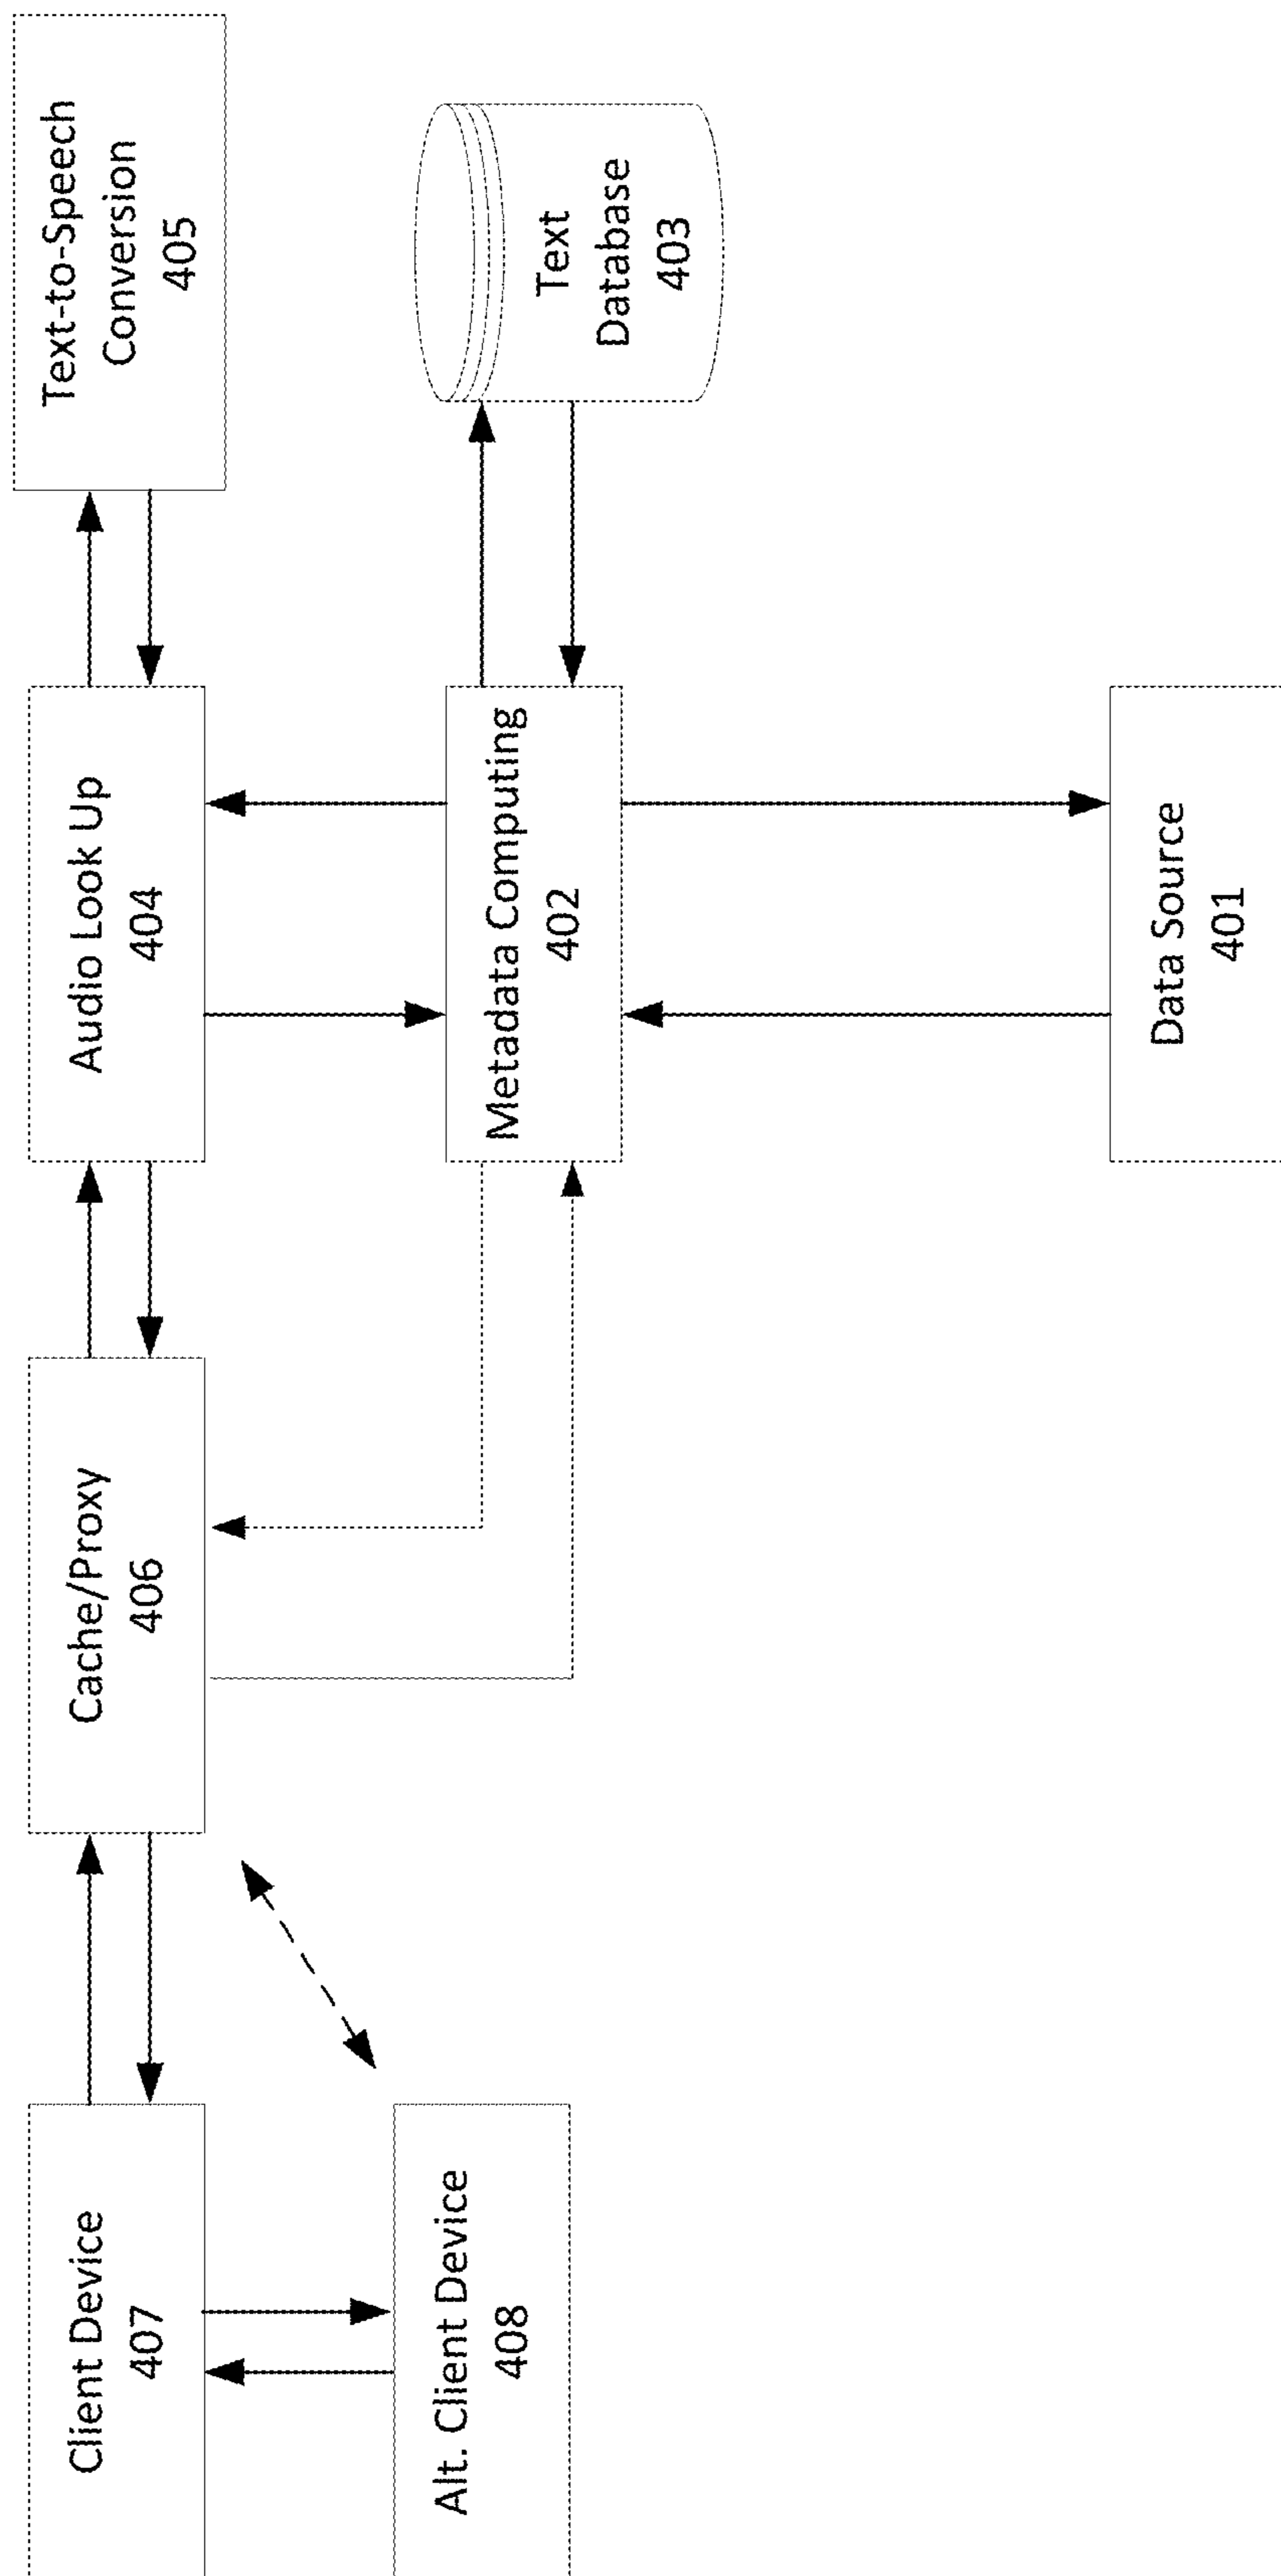 Client Device
407
Cache/Proxy
406
Audio Look Up
404
Text-to-Speech
Conversion
405
Alt. Client Device
408
Metadata Computing
402
Text
Database
403
Data Source
401